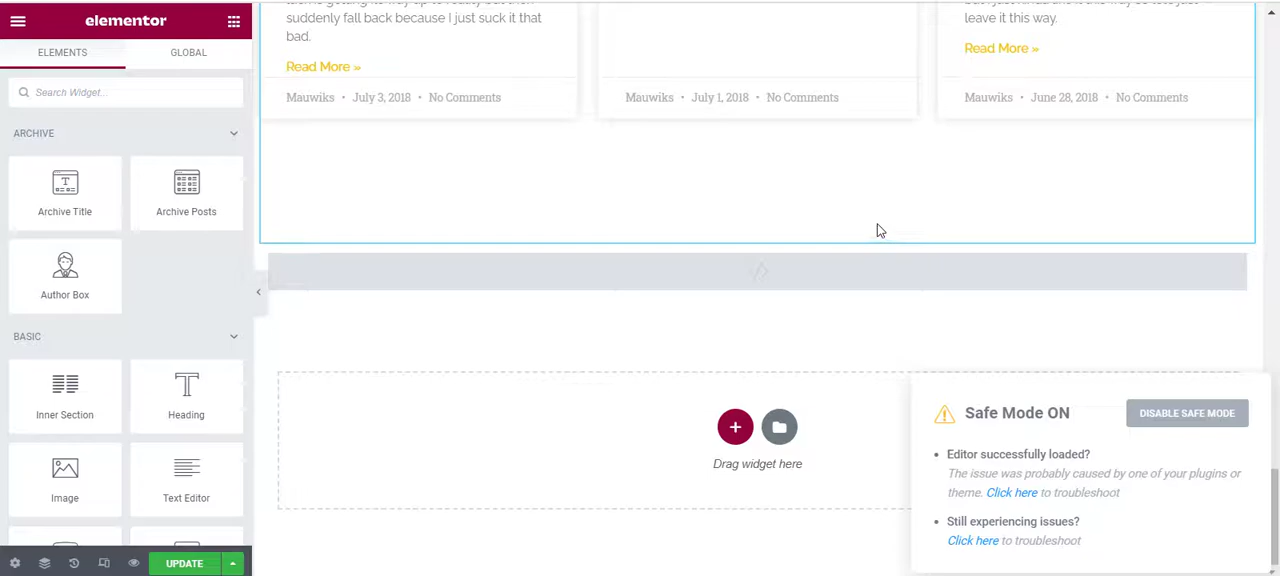 elementor
ELEMENTS
GLOBAL
Search Widget...
ARCHIVE
Archive Title
Archive Posts
Author Box
BASIC
Inner Section
Heading
Image
Text Editor
UPDATE
suddenly fall back because I just suck it that
bad.
Read More »
Mauwiks • July 3, 2018 • No Comments
Mauwiks • July 1, 2018 • No Comments
leave it this way.
Read More »
Mauwiks • June 28, 2018 • No Comments
Drag widget here
Safe Mode ON
DISABLE SAFE MODE
• Editor successfully loaded?
The issue was probably caused by one of your plugins or
theme. Click here to troubleshoot
• Still experiencing issues?
Click here to troubleshoot